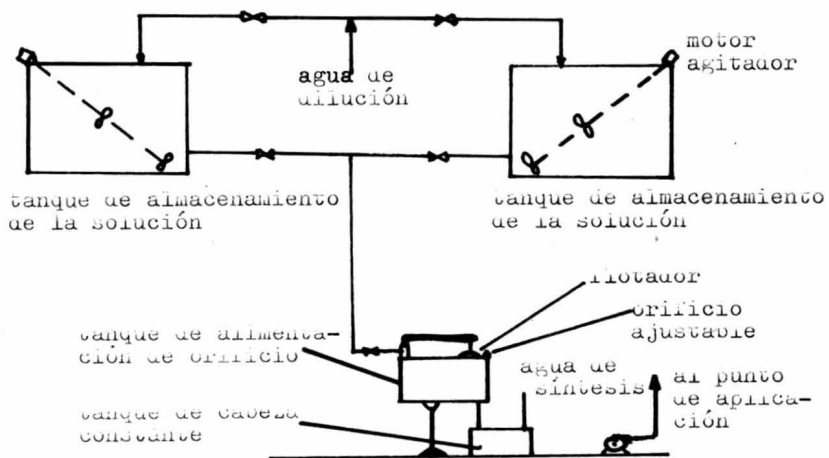 motor
agitador
agua de
dilución
tanque de almacenamiento
de la solución
tanque de almacenamiento
de la solución
flotador
orificio
ajustable
tanque de alimenta-
ción de orificio
agua de
síntesis
al punto
de aplica-
ción
tanque de cabeza
constante